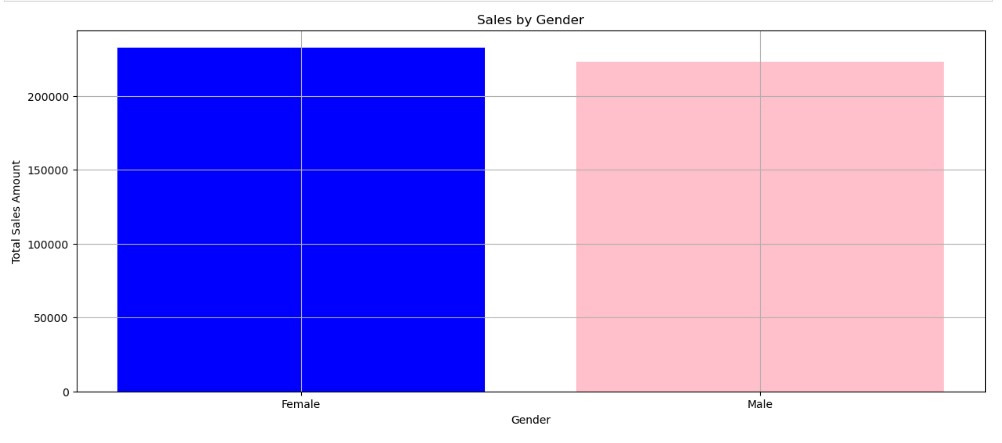 Sales by Gender
Total Sales Amount
200000
150000
100000
50000
0
Female Male
Gender